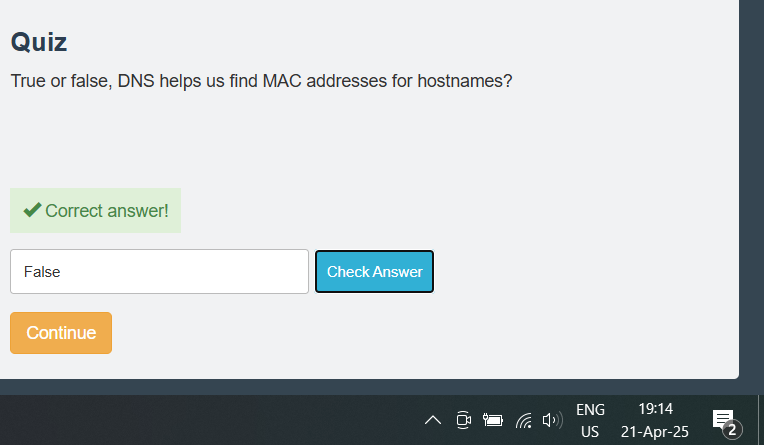 Quiz
True or false, DNS helps us find MAC addresses for hostnames?
Correct answer!
False
Check Answer
Continue
ENG
US
19:14
21-Apr-25
2